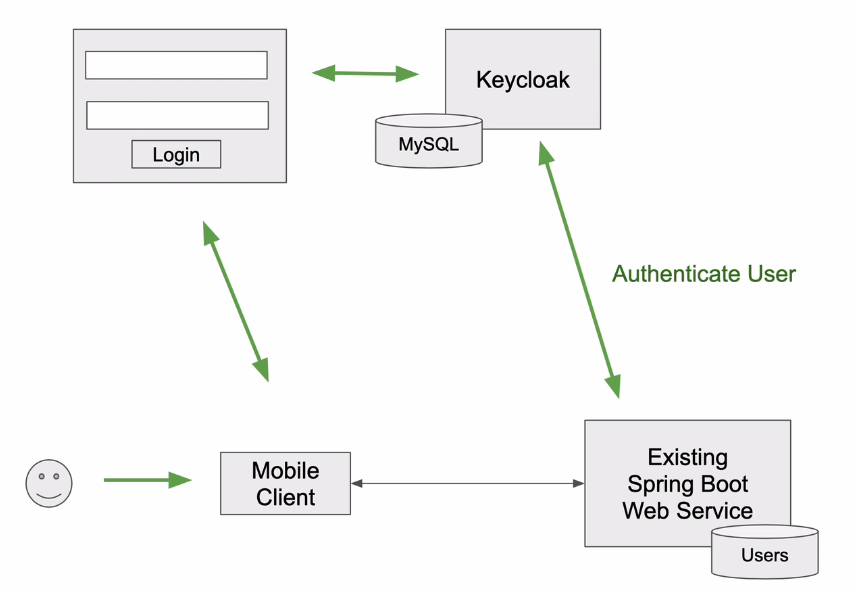 Keycloak
MySQL
Login
Authenticate User
Mobile
Client
Existing
Spring Boot
Web Service
Users